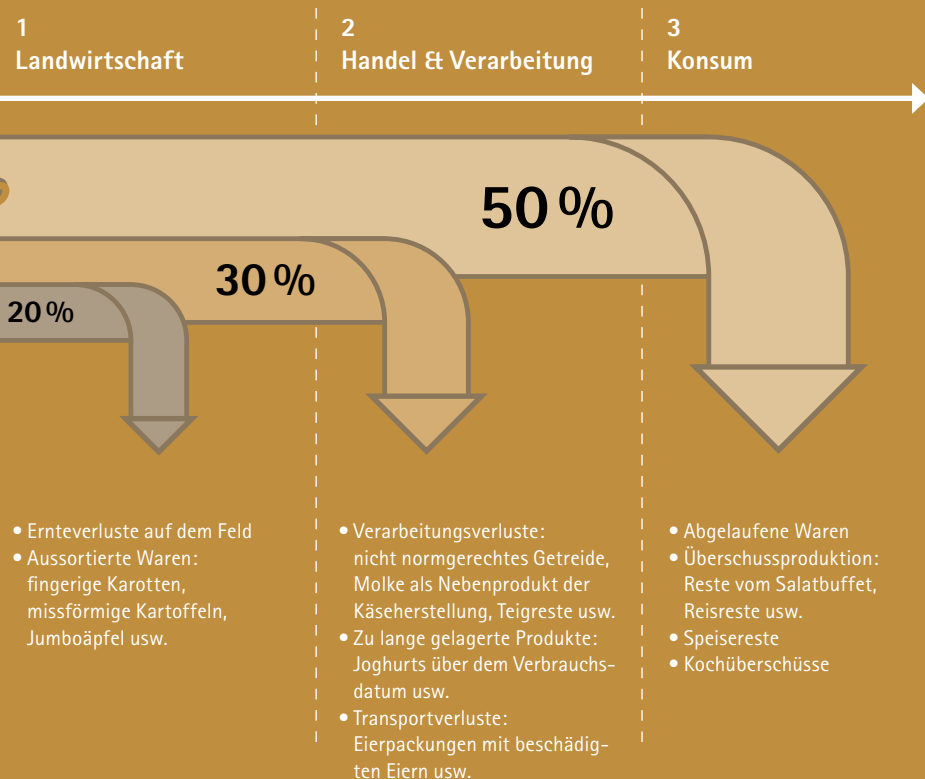 1
Landwirtschaft
2
Handel & Verarbeitung
3
Konsum
50 %
30 %
20 %
• Ernteverluste auf dem Feld
• Aussortierte Waren:
fingerige Karotten,
missförmige Kartoffeln,
Jumboäpfel usw.
• Verarbeitungsverluste:
nicht normgerechtes Getreide,
Molke als Nebenprodukt der
Käseherstellung, Teigreste usw.
• Zu lange gelagerte Produkte:
Joghurts über dem Verbrauchs-
datum usw.
• Transportverluste:
Eierpackungen mit beschädig-
ten Eiern usw.
• Abgelaufene Waren
• Überschussproduktion:
Reste vom Salatbuffet,
Reisreste usw.
• Speisereste
• Kochüberschüsse